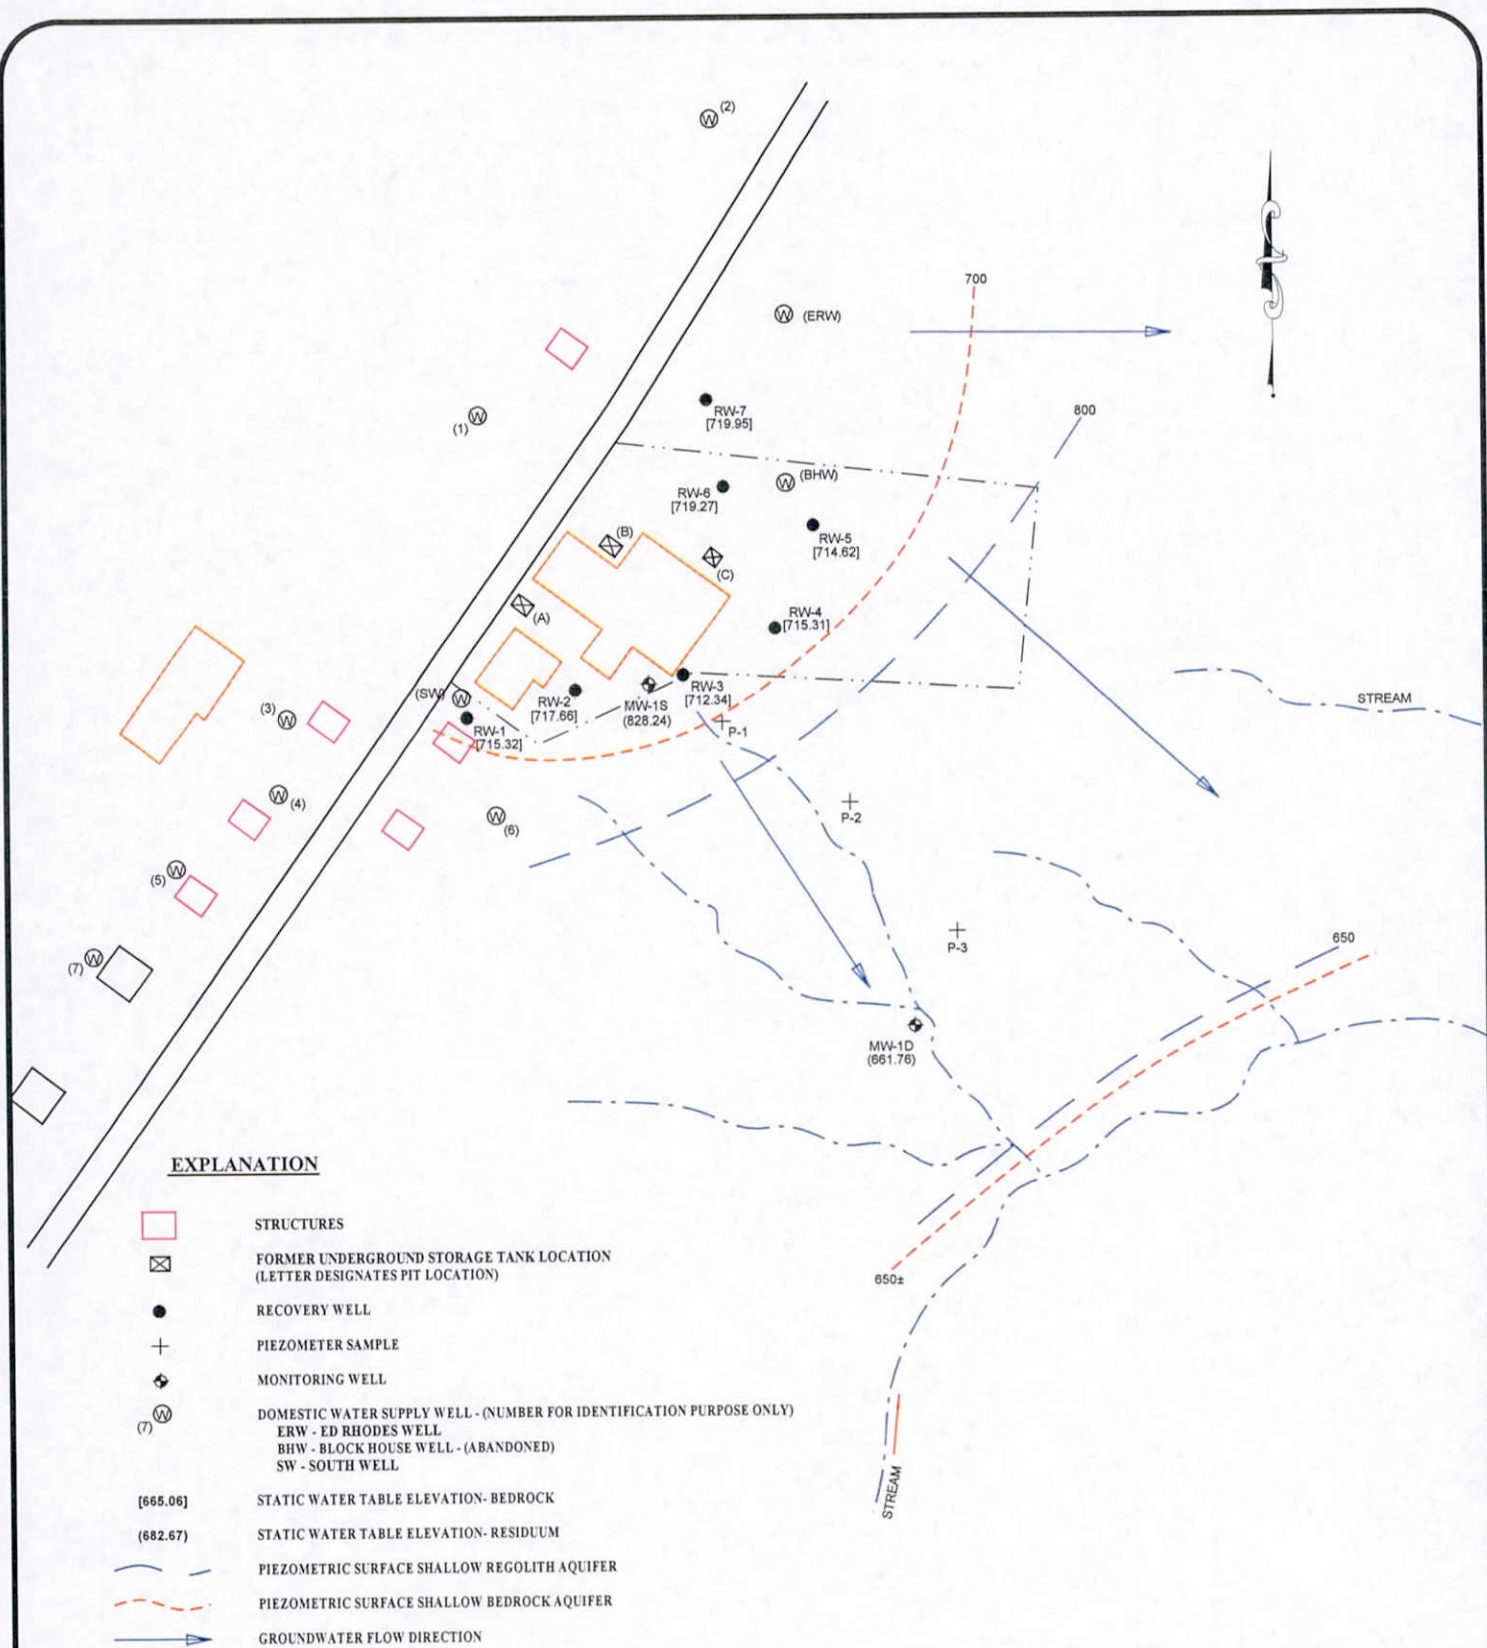 (2)
(ERW)
700
800
(1)
RW-7
[719.95]
(BHW)
RW-6
[719.27]
RW-5
[714.62]
(B)
(C)
(A)
RW-4
[715.31]
RW-3
[712.34]
(SW)
RW-2
[717.66]
MW-1S
(828.24)
RW-1
[715.32]
P-1
STREAM
(3)
(4)
(5)
(6)
(7)
P-2
P-3
650
MW-1D
(661.76)
650±
STREAM
EXPLANATION
STRUCTURES
FORMER UNDERGROUND STORAGE TANK LOCATION
(LETTER DESIGNATES PIT LOCATION)
RECOVERY WELL
PIEZOMETER SAMPLE
MONITORING WELL
(7) W DOMESTIC WATER SUPPLY WELL - (NUMBER FOR IDENTIFICATION PURPOSE ONLY)
ERW - ED RHODES WELL
BHW - BLOCK HOUSE WELL - (ABANDONED)
SW - SOUTH WELL
[665.06] STATIC WATER TABLE ELEVATION- BEDROCK
(682.67) STATIC WATER TABLE ELEVATION- RESIDUUM
PIEZOMETRIC SURFACE SHALLOW REGOLITH AQUIFER
PIEZOMETRIC SURFACE SHALLOW BEDROCK AQUIFER
GROUNDWATER FLOW DIRECTION